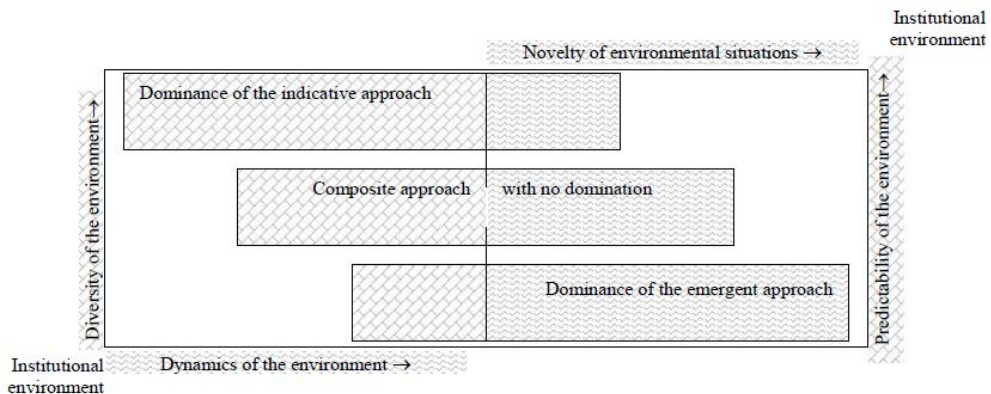 Institutional
environment
Novelty of environmental situations →
Dominance of the indicative approach
Diversity of the environment→
Composite approach with no domination
Predictability of the environment→
Dominance of the emergent approach
Institutional
environment
Dynamics of the environment →